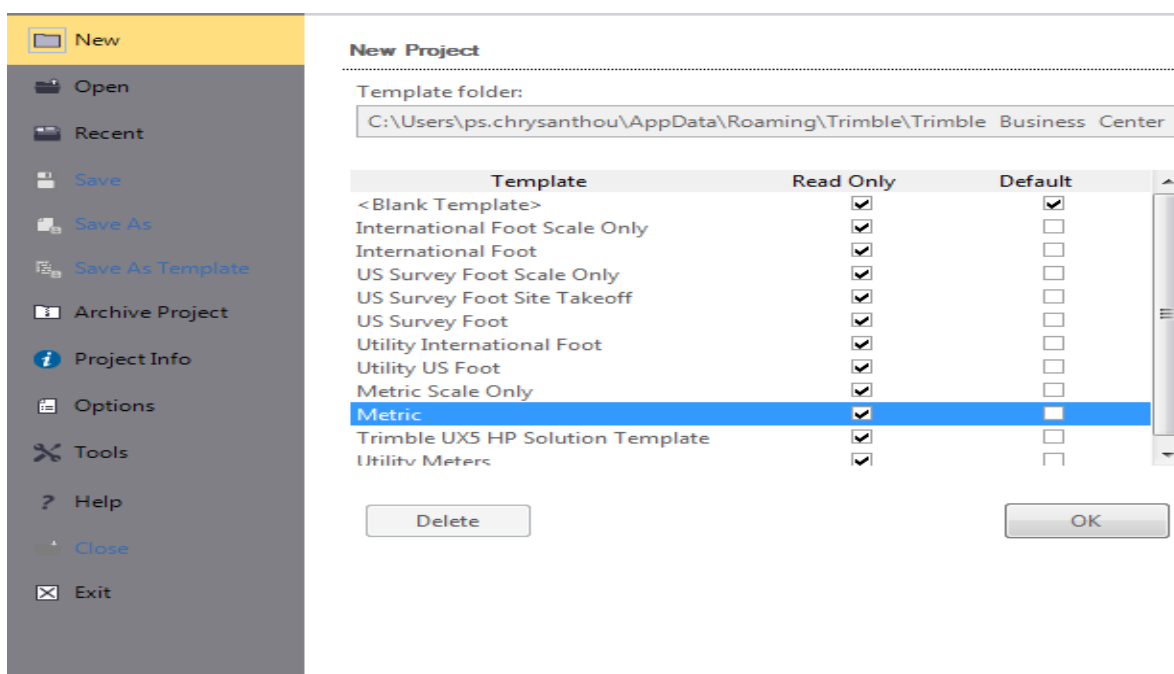 New
Open
Recent
Save
Save As
Save As Template
Archive Project
Project Info
Options
Tools
Help
Close
Exit
New Project
Template folder:
C:\Users\ps.chrysanthou\AppData\Roaming\Trimble\Trimble Business Center
Template Read Only Default
<Blank Template>
International Foot Scale Only
International Foot
US Survey Foot Scale Only
US Survey Foot Site Takeoff
US Survey Foot
Utility International Foot
Utility US Foot
Metric Scale Only
Metric
Trimble UX5 HP Solution Template
Utility Meters
Delete OK